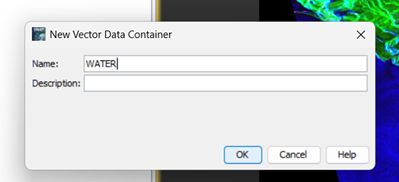 New Vector Data Container
Name: WATER
Description:
OK Cancel Help